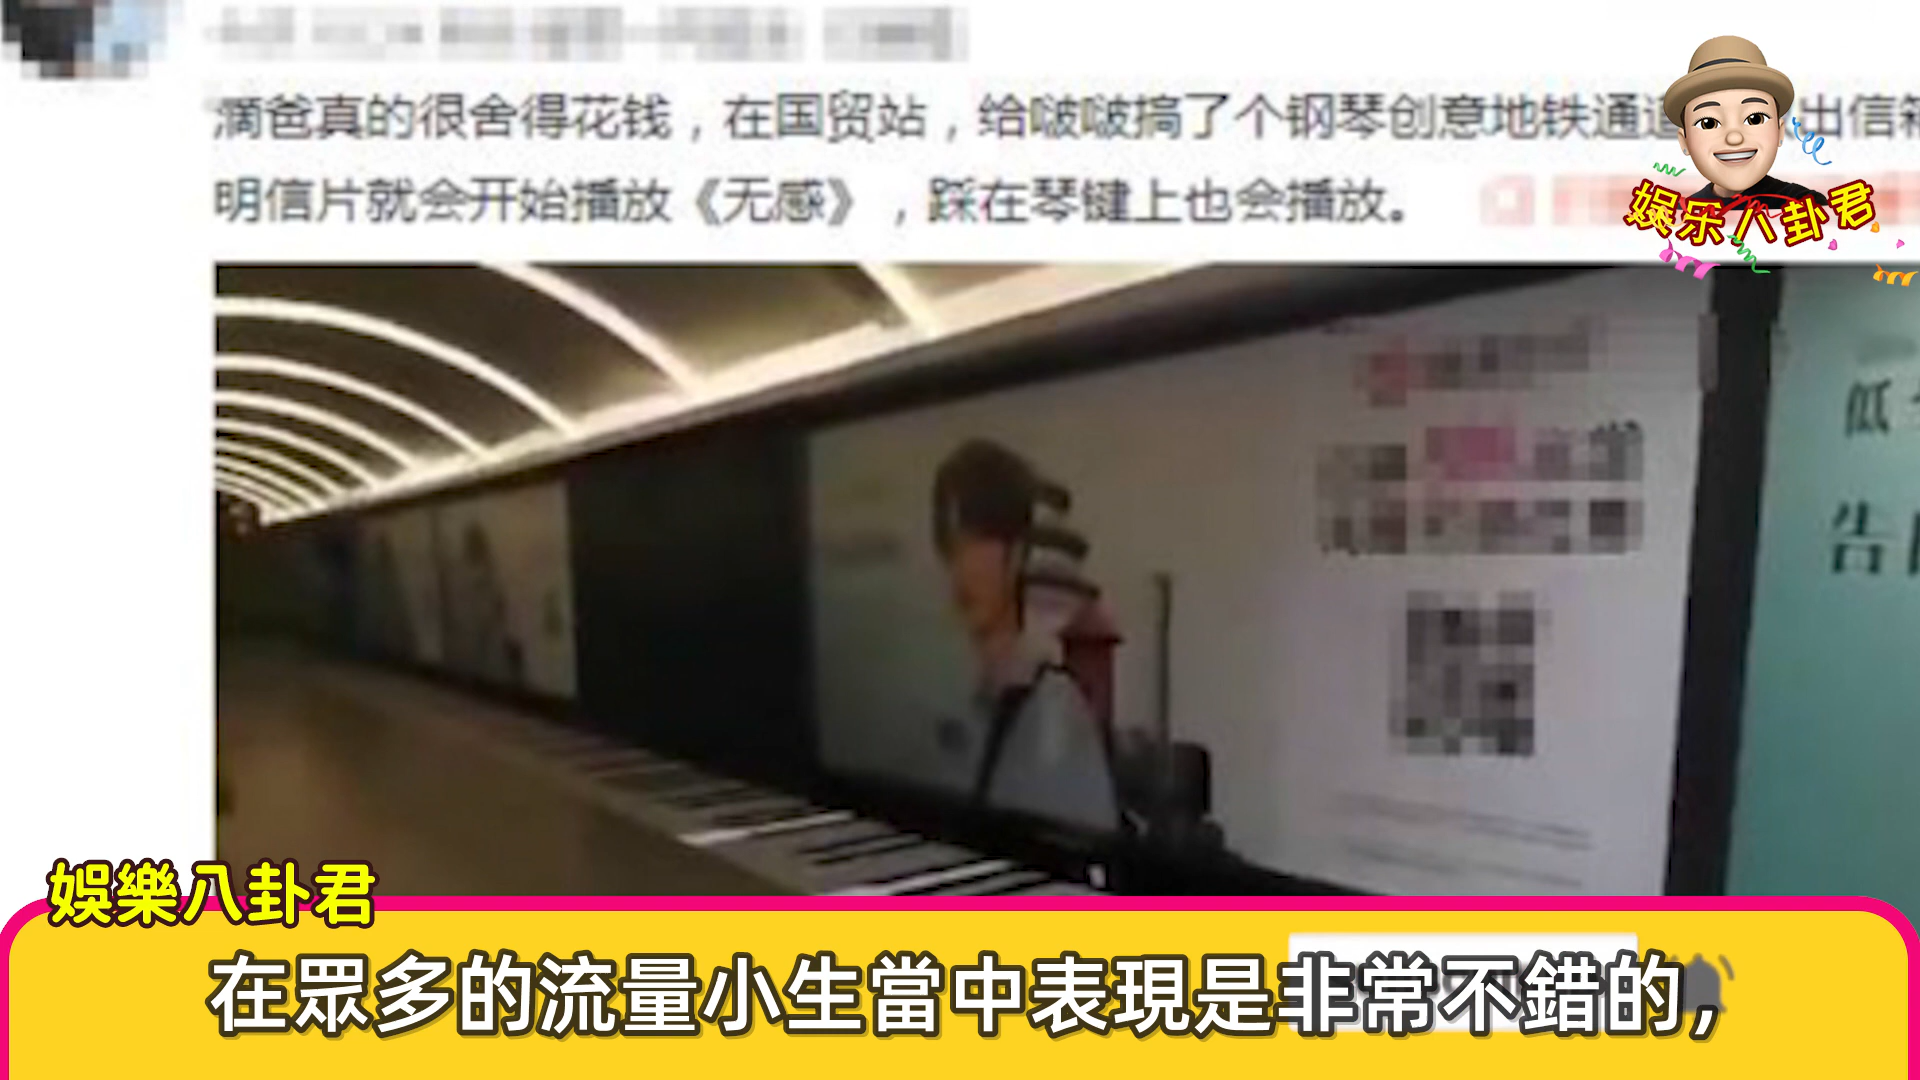 滴爸真的很舍得花钱，在国贸站，给啵啵搞了个钢琴创意地铁通道
出信箱
明信片就会开始播放《无感》，踩在琴键上也会播放。
娱乐八卦君
低
告
娛樂八卦君
在眾多的流量小生當中表現是非常不錯的，